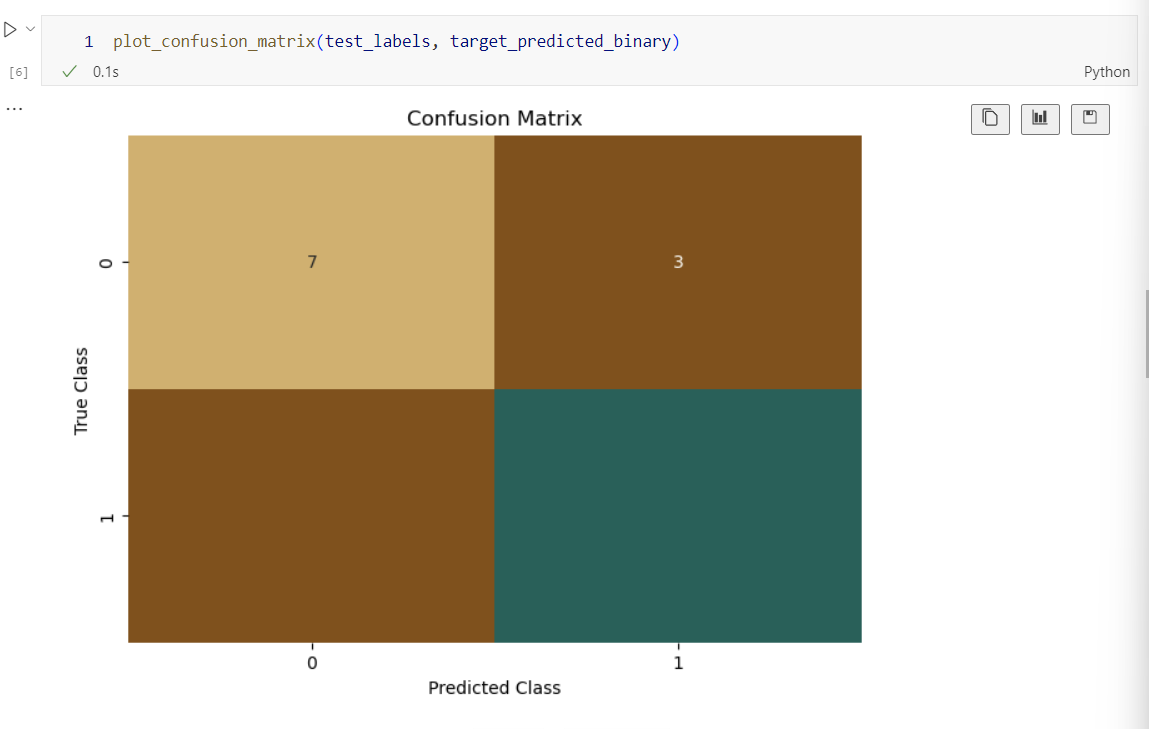 1 plot_confusion_matrix(test_labels, target_predicted_binary)
[6]
0.1s
Python
...
Confusion Matrix
7
3
0
True Class
1
0
1
Predicted Class